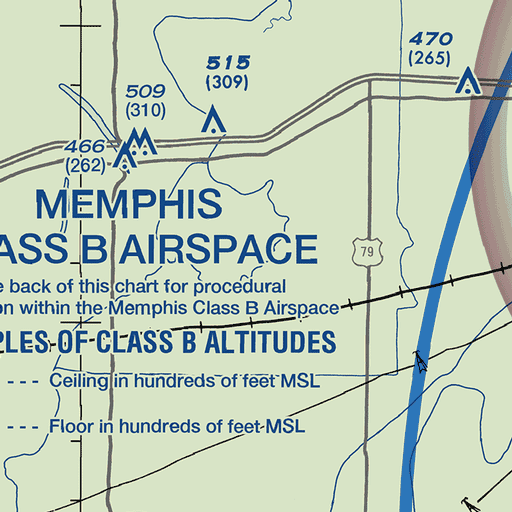 470
(265)
515
(309)
509
(310)
466
(262)
MEMPHIS
ASS B AIRSPACE
79
e back of this chart for procedural
on within the Memphis Class B Airspace
PLES OF CLASS B ALTITUDES
--- Ceiling in hundreds of feet MSL
--- Floor in hundreds of feet MSL